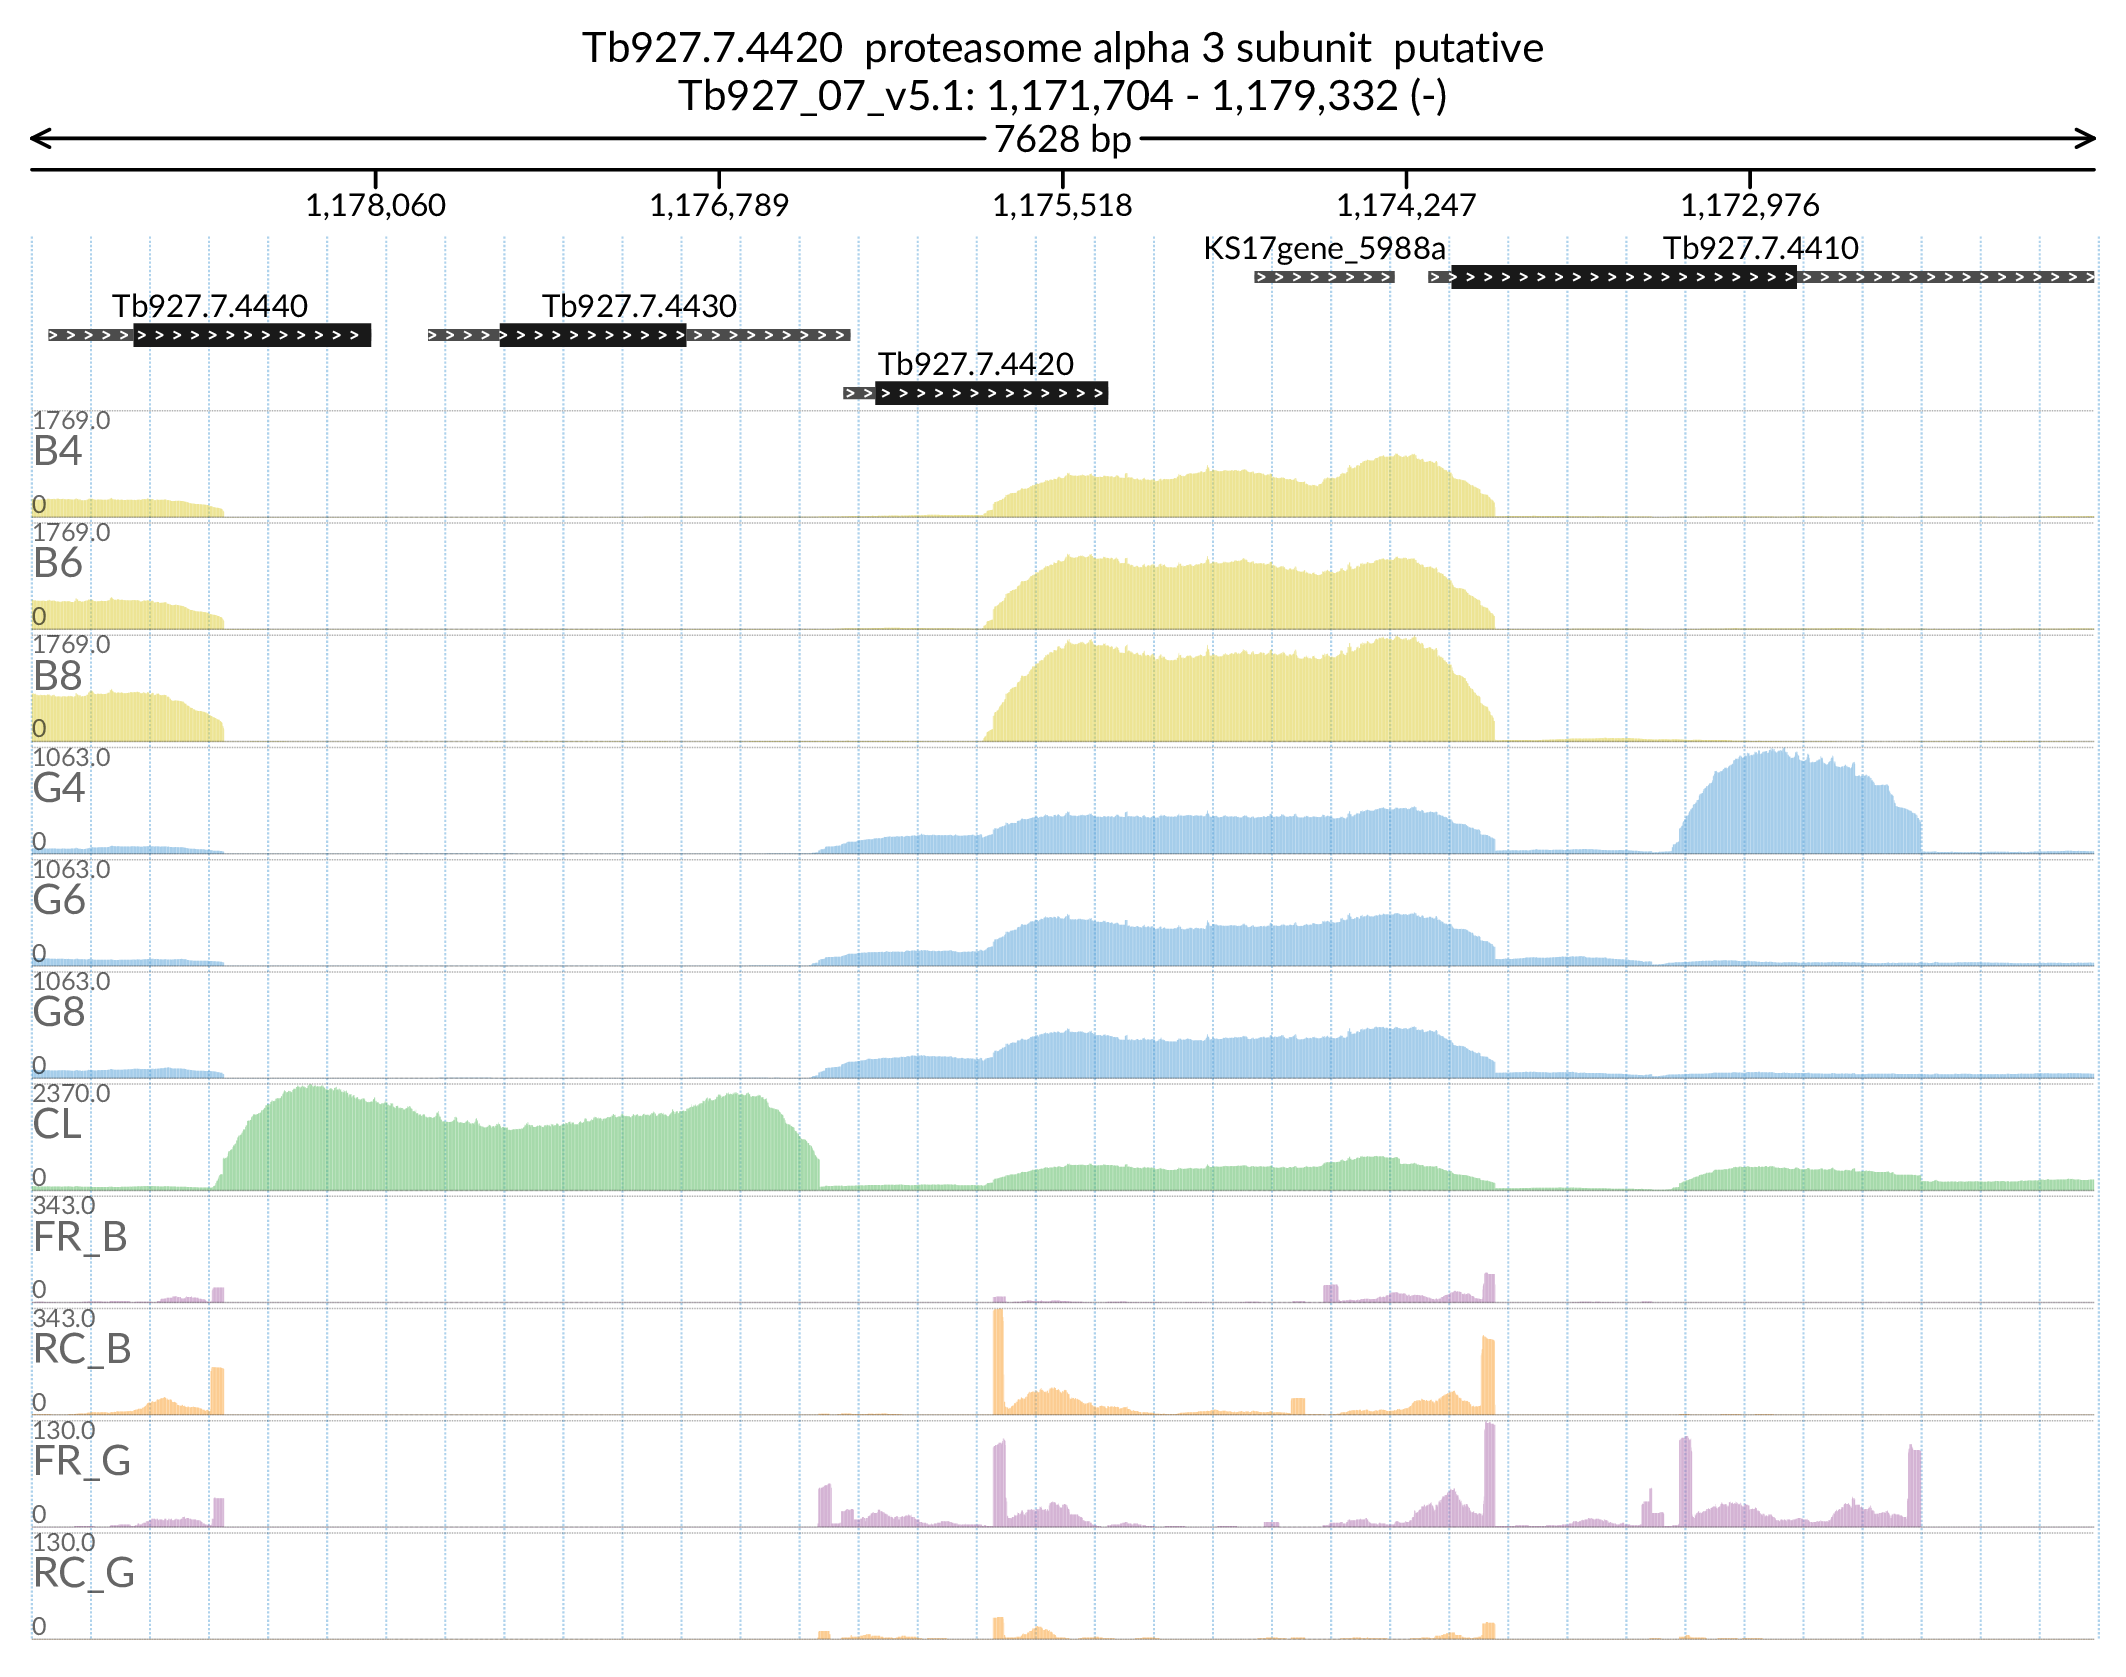 Tb927.7.4420  proteasome alpha 3 subunit  putative
Tb927_07_v5.1: 1,171,704 - 1,179,332 (-)
7628 bp
1,178,060 1,176,789 1,175,518 1,174,247 1,172,976
KS17gene_5988a Tb927.7.4410
Tb927.7.4440 Tb927.7.4430
Tb927.7.4420
1769.0
B4
0
1769.0
B6
0
1769.0
B8
0
1063.0
G4
0
1063.0
G6
0
1063.0
G8
0
2370.0
CL
0
343.0
FR_B
0
343.0
RC_B
0
130.0
FR_G
0
130.0
RC_G
0